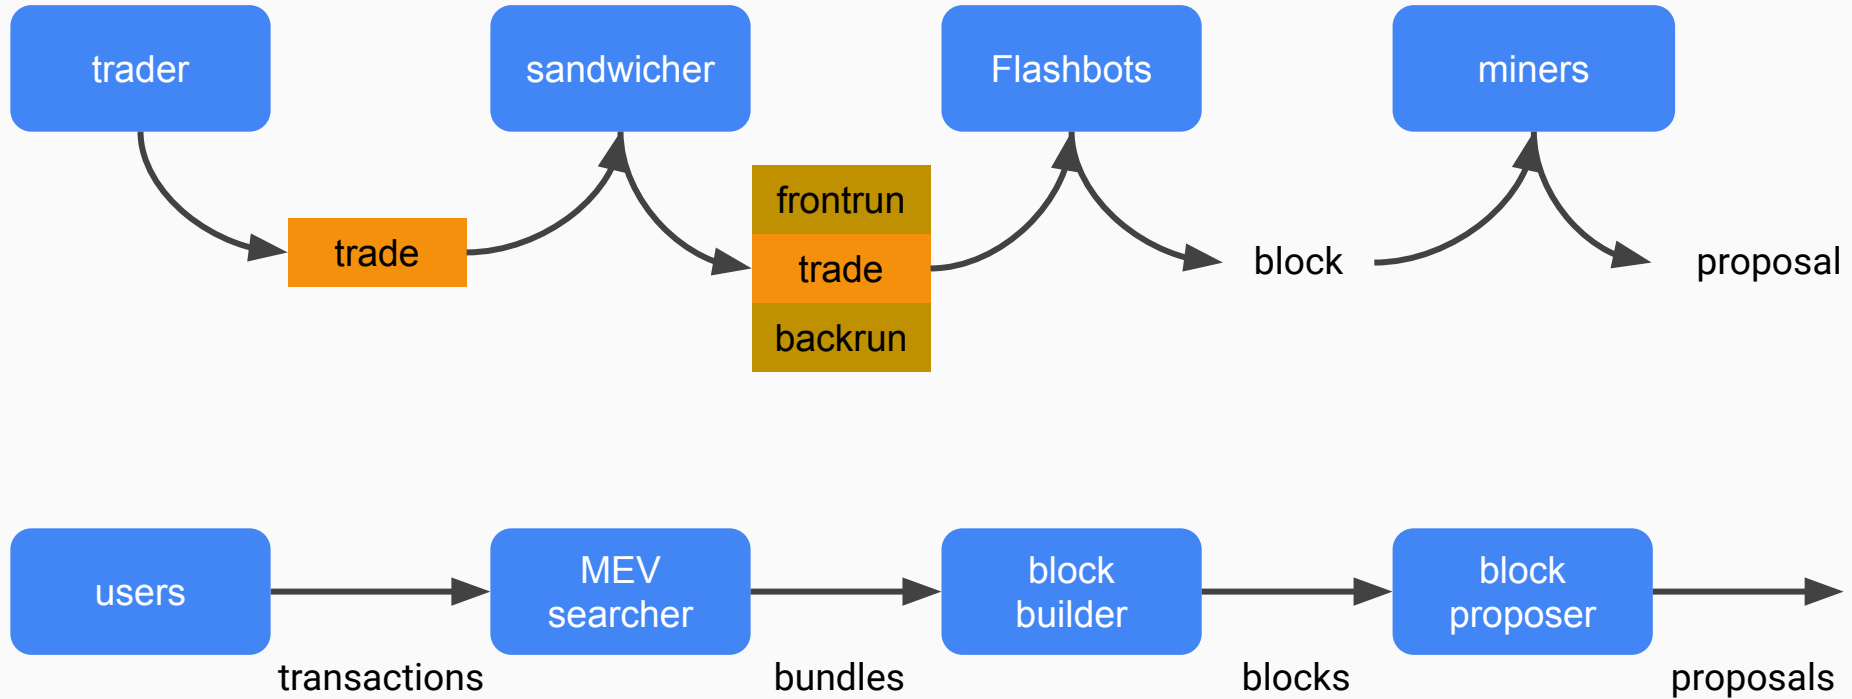 trader
sandwicher
Flashbots
miners
trade
frontrun
trade
backrun
block
proposal
users
MEV
searcher
block
builder
block
proposer
transactions
bundles
blocks
proposals